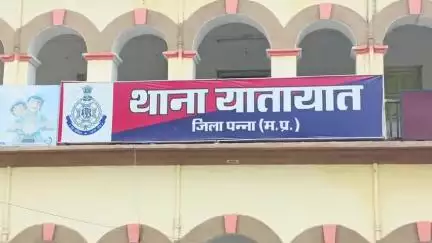 थाना यातायात
जिला पन्ना (म.प्र.)